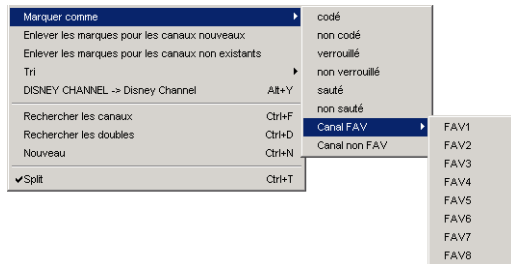 Marquer comme
Enlever les marques pour les canaux nouveaux
Enlever les marques pour les canaux non existants
Tri
DISNEY CHANNEL -> Disney Channel Alt+Y
Rechercher les canaux Ctrl+F
Rechercher les doubles Ctrl+D
Nouveau Ctrl+N
Split Ctrl+T
codé
non codé
verrouillé
non verrouillé
sauté
non sauté
Canal FAV
Canal non FAV
FAV1
FAV2
FAV3
FAV4
FAV5
FAV6
FAV7
FAV8